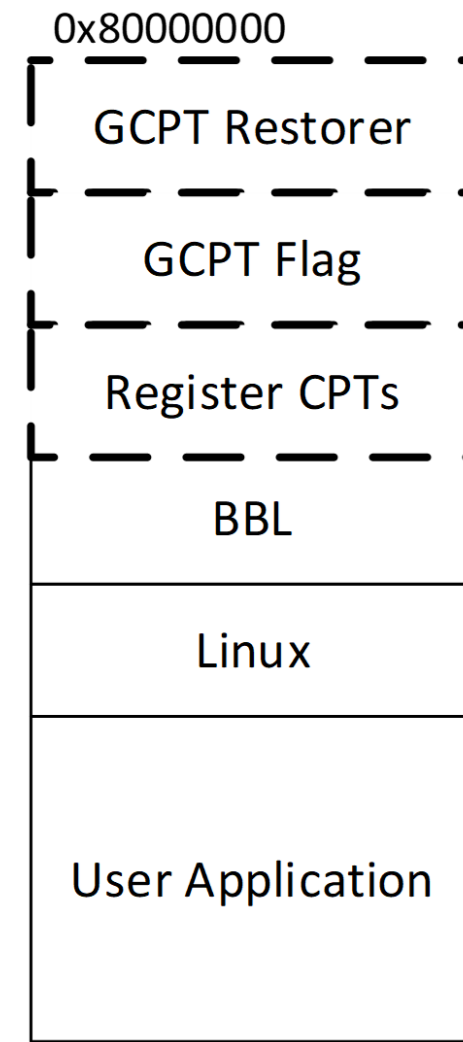 0x80000000
GCPT Restorer
GCPT Flag
Register CPTs
BBL
Linux
User Application